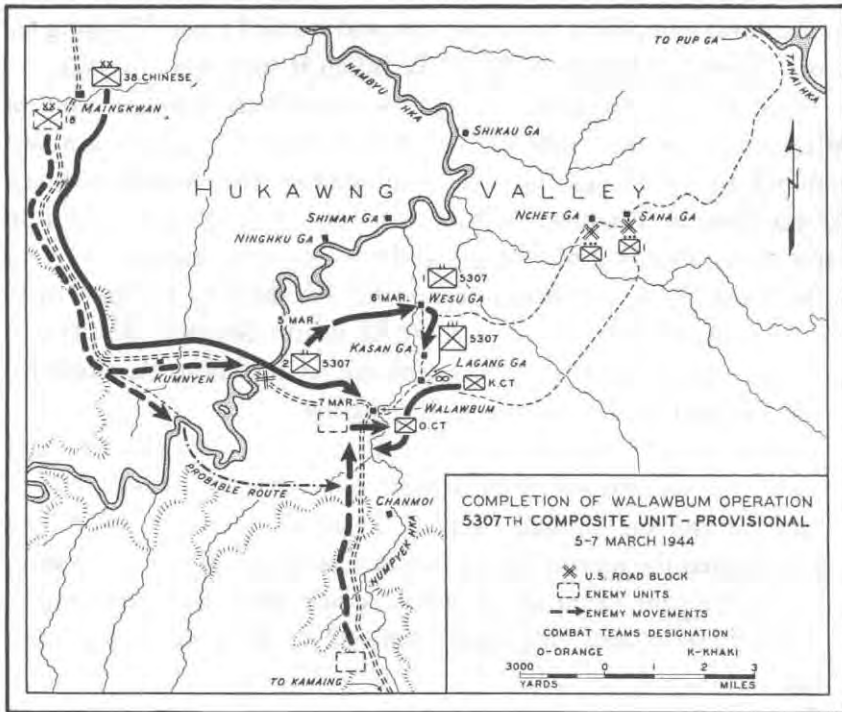 TO PUP GA
TANAI HKA
XX
38 CHINESE
MAINGKWAN
XX
18
NAMBYU HKA
SHIKAU GA
HUKAWNG VALLEY
SHIMAK GA
NCHET GA
SANA GA
NINGHKU GA
1
1
1
5307
6 MAR.
WESU GA
5 MAR.
5307
KASAN GA
2
5307
LAGANG GA
KUMNYEN
K.CT
7 MAR.
WALAWBUM
O.CT
PROBABLE ROUTE
CHANMOI
NUMPYEK HKA
TO KAMAING
COMPLETION OF WALAWBUM OPERATION
5307TH COMPOSITE UNIT – PROVISIONAL
5-7 MARCH 1944
U.S. ROAD BLOCK
ENEMY UNITS
ENEMY MOVEMENTS
COMBAT TEAMS DESIGNATION
O-ORANGE K-KHAKI
3000 0 1 2 3
YARDS MILES